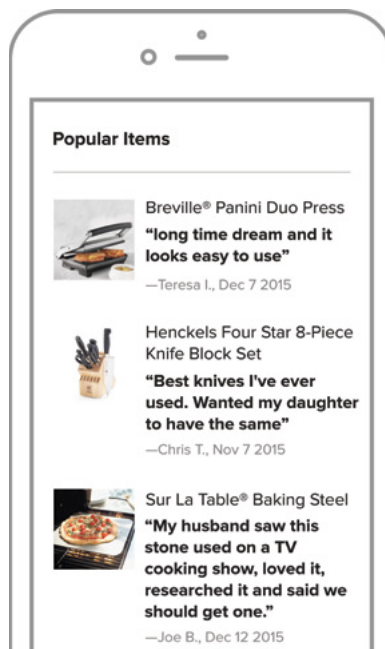 Popular Items
Breville® Panini Duo Press
“long time dream and it
looks easy to use”
—Teresa I., Dec 7 2015
Henckels Four Star 8-Piece
Knife Block Set
“Best knives I've ever
used. Wanted my daughter
to have the same”
—Chris T., Nov 7 2015
Sur La Table® Baking Steel
“My husband saw this
stone used on a TV
cooking show, loved it,
researched it and said we
should get one.”
—Joe B., Dec 12 2015